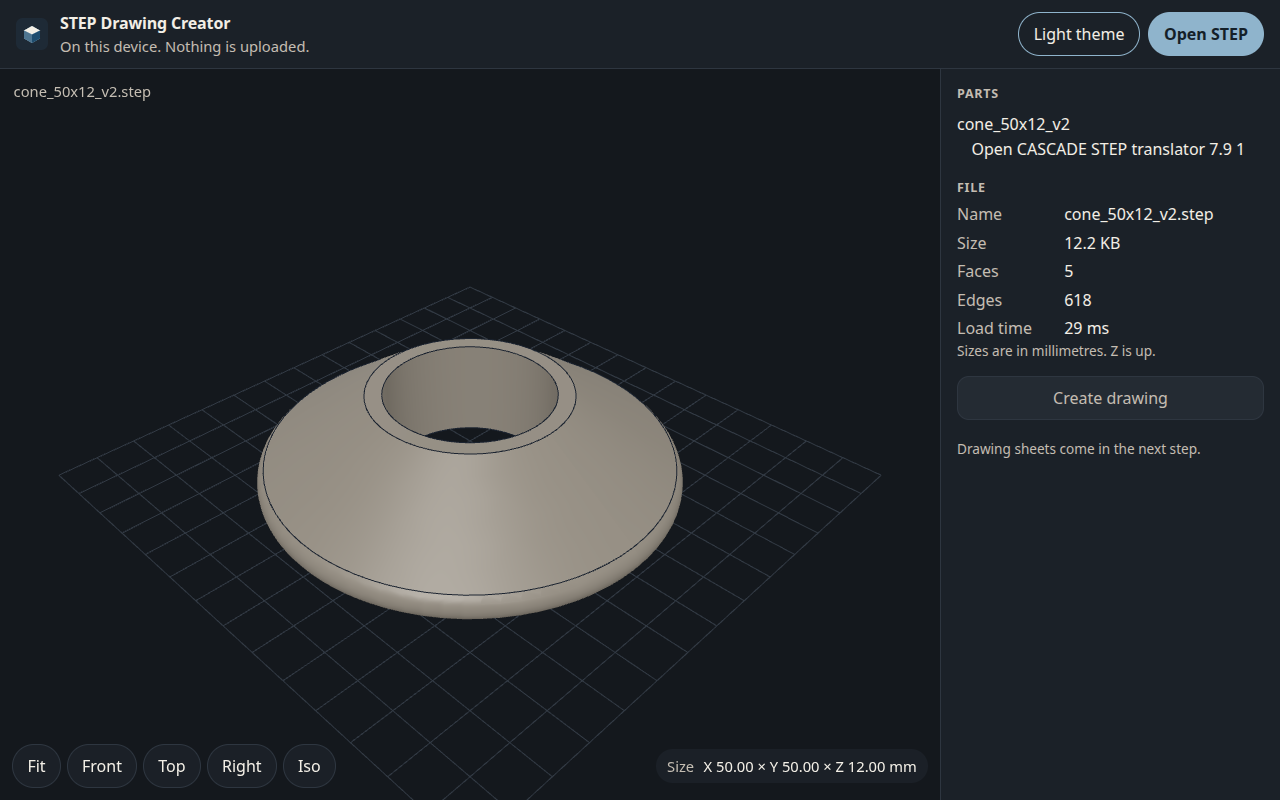 STEP Drawing Creator
On this device. Nothing is uploaded.
Light theme
Open STEP
cone_50x12_v2.step
PARTS
cone_50x12_v2
Open CASCADE STEP translator 7.9 1
FILE
Name cone_50x12_v2.step
Size 12.2 KB
Faces 5
Edges 618
Load time 29 ms
Sizes are in millimetres. Z is up.
Create drawing
Drawing sheets come in the next step.
Fit
Front
Top
Right
Iso
Size X 50.00 × Y 50.00 × Z 12.00 mm